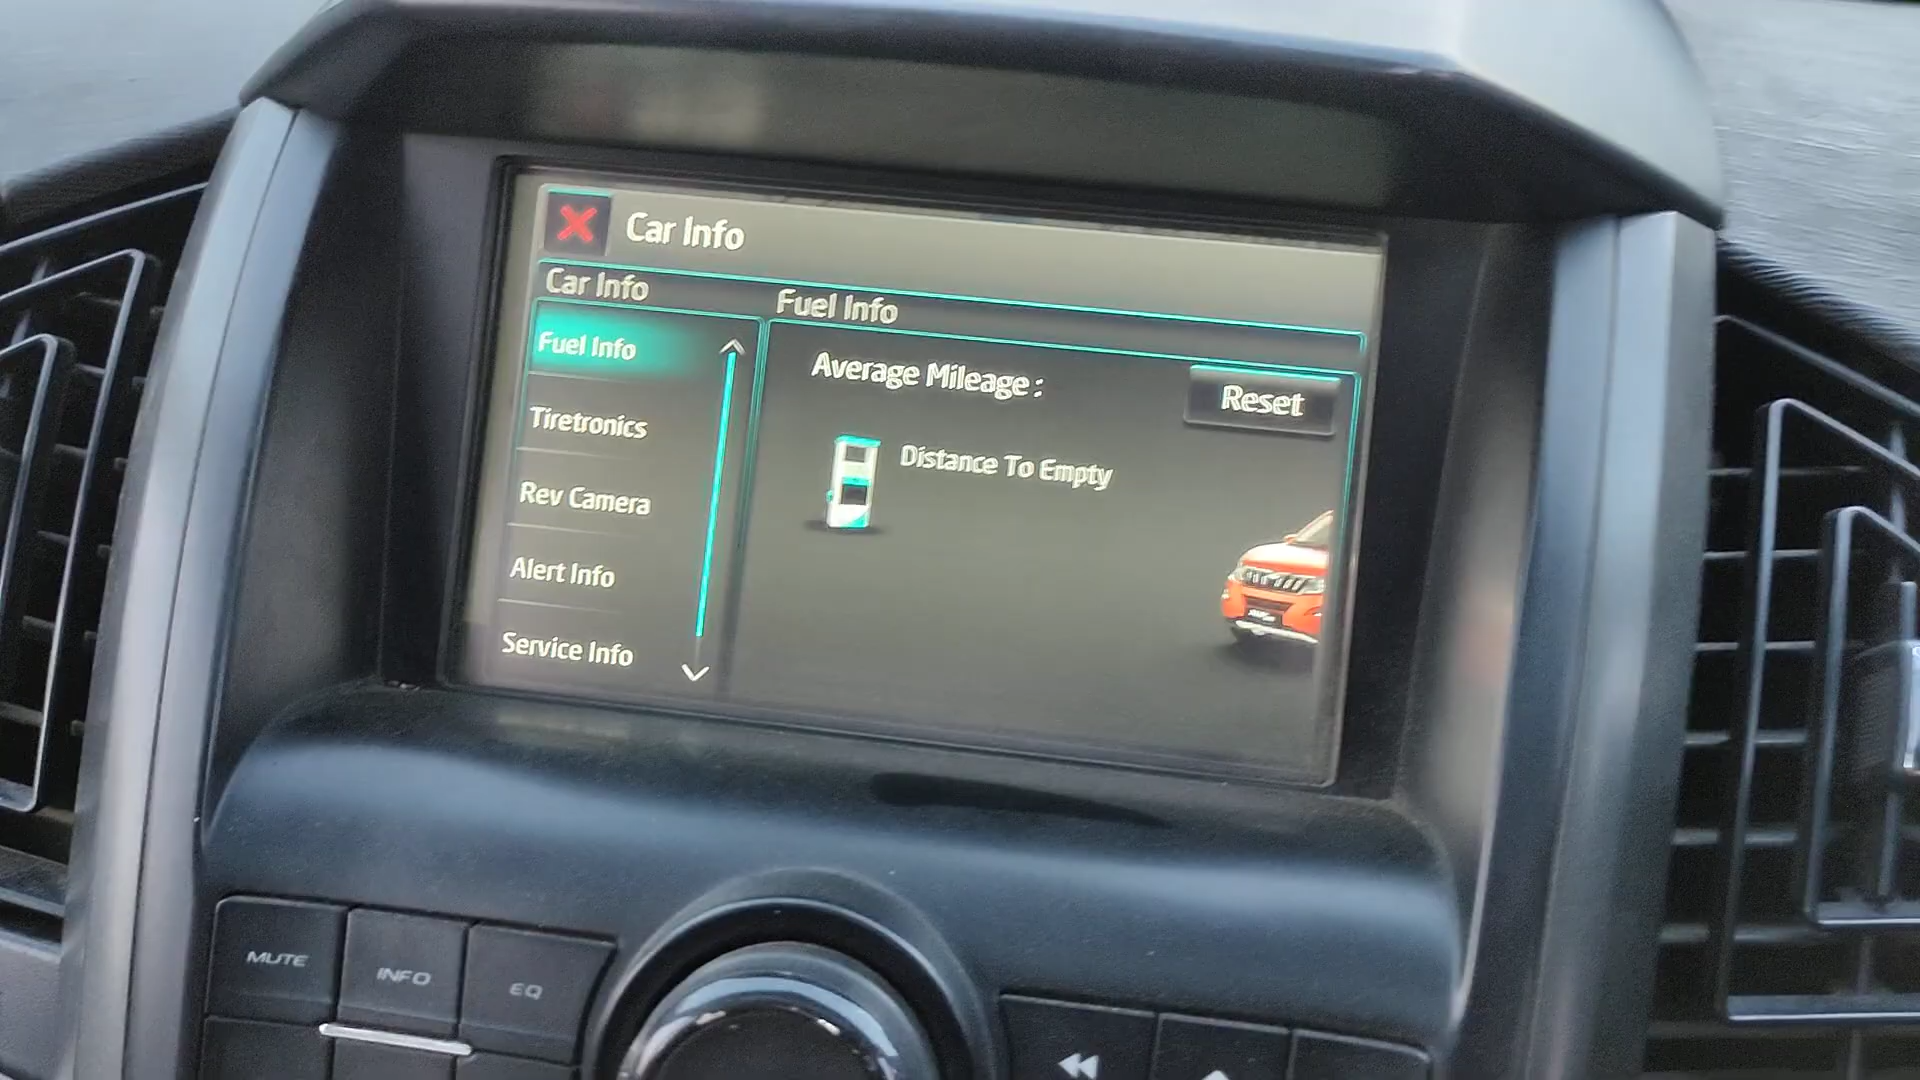 Car Info
Car Info
Fuel Info
Fuel Info
Tiretronics
Rev Camera
Alert Info
Service Info
Average Mileage :
Reset
Distance To Empty
MUTE
INFO
EQ